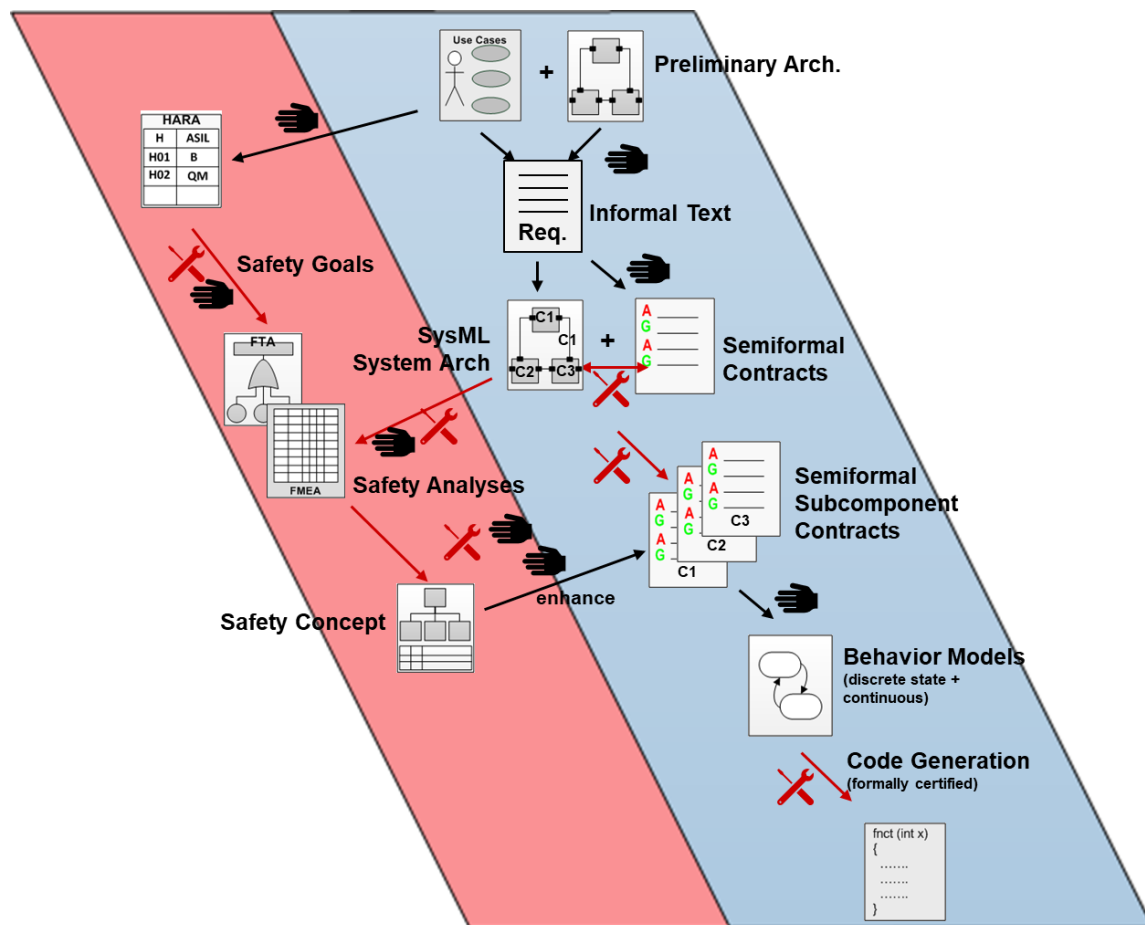 Use Cases
+
Preliminary Arch.
HARA
H ASIL
H01 B
H02 QM
Informal Text
Req.
Safety Goals
FTA
SysML
System Arch
C1
C1
C2
C3
+
A
G
A
G
Semiformal
Contracts
FMEA
Safety Analyses
A
G
A
G
C3
A
G
A
G
C2
A
G
A
G
C1
Semiformal
Subcomponent
Contracts
enhance
Safety Concept
Behavior Models
(discrete state +
continuous)
Code Generation
(formally certified)
fnct (int x)
{
.......
.......
.......
}